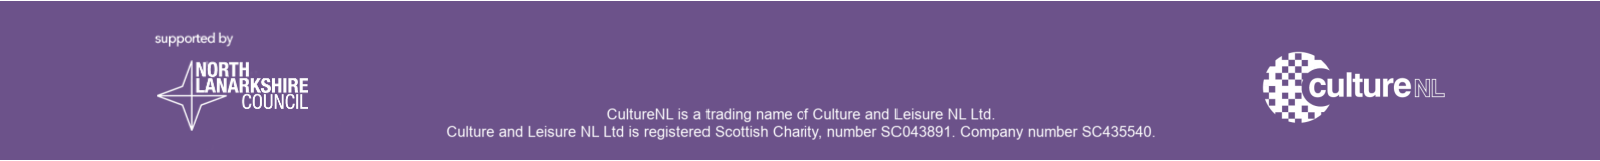 supported by
NORTH
LANARKSHIRE
COUNCIL
culture NL
CultureNL is a trading name of Culture and Leisure NL Ltd.
Culture and Leisure NL Ltd is registered Scottish Charity, number SC043891. Company number SC435540.